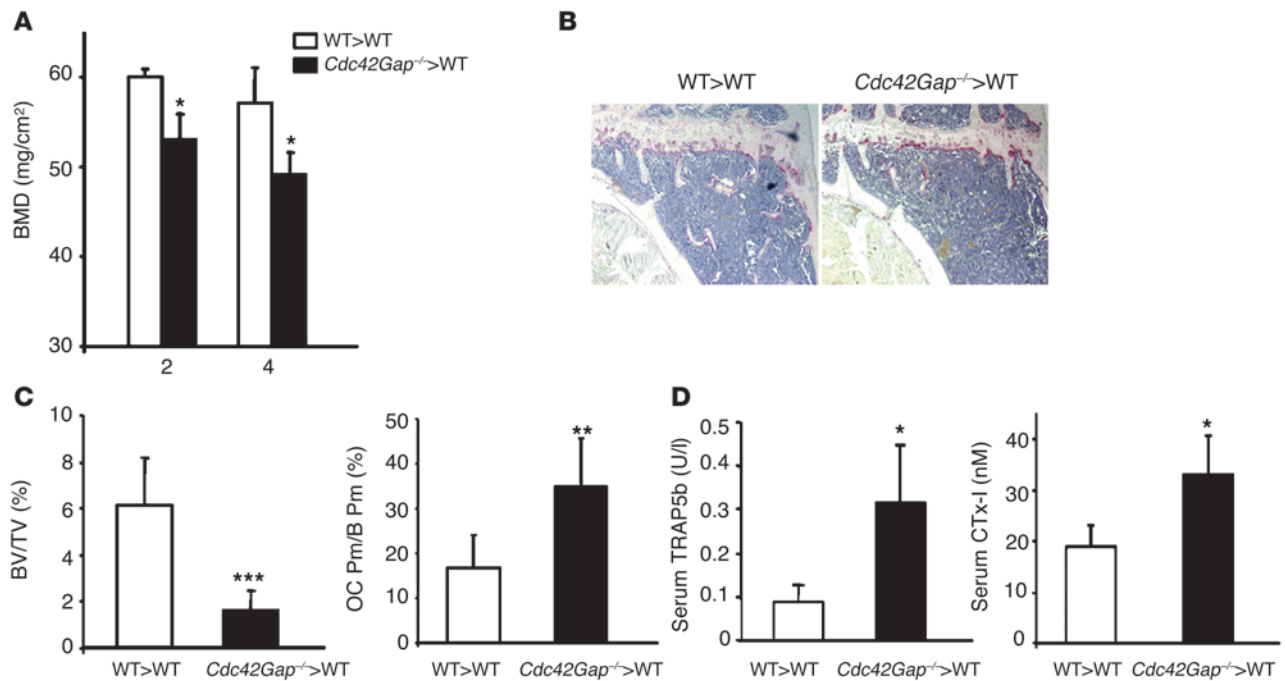 A
BMD (mg/cm²)
60
50
40
30
2
4
*
*
WT>WT
Cdc42Gap⁻/⁻>WT
B
WT>WT
Cdc42Gap⁻/⁻>WT
C
BV/TV (%)
10
8
6
4
2
0
***
WT>WT
Cdc42Gap⁻/⁻>WT
OC Pm/B Pm (%)
50
40
30
20
10
0
**
WT>WT
Cdc42Gap⁻/⁻>WT
D
Serum TRAP5b (U/l)
0.5
0.4
0.3
0.2
0.1
0
*
WT>WT
Cdc42Gap⁻/⁻>WT
Serum CTx-I (nM)
40
30
20
10
0
*
WT>WT
Cdc42Gap⁻/⁻>WT